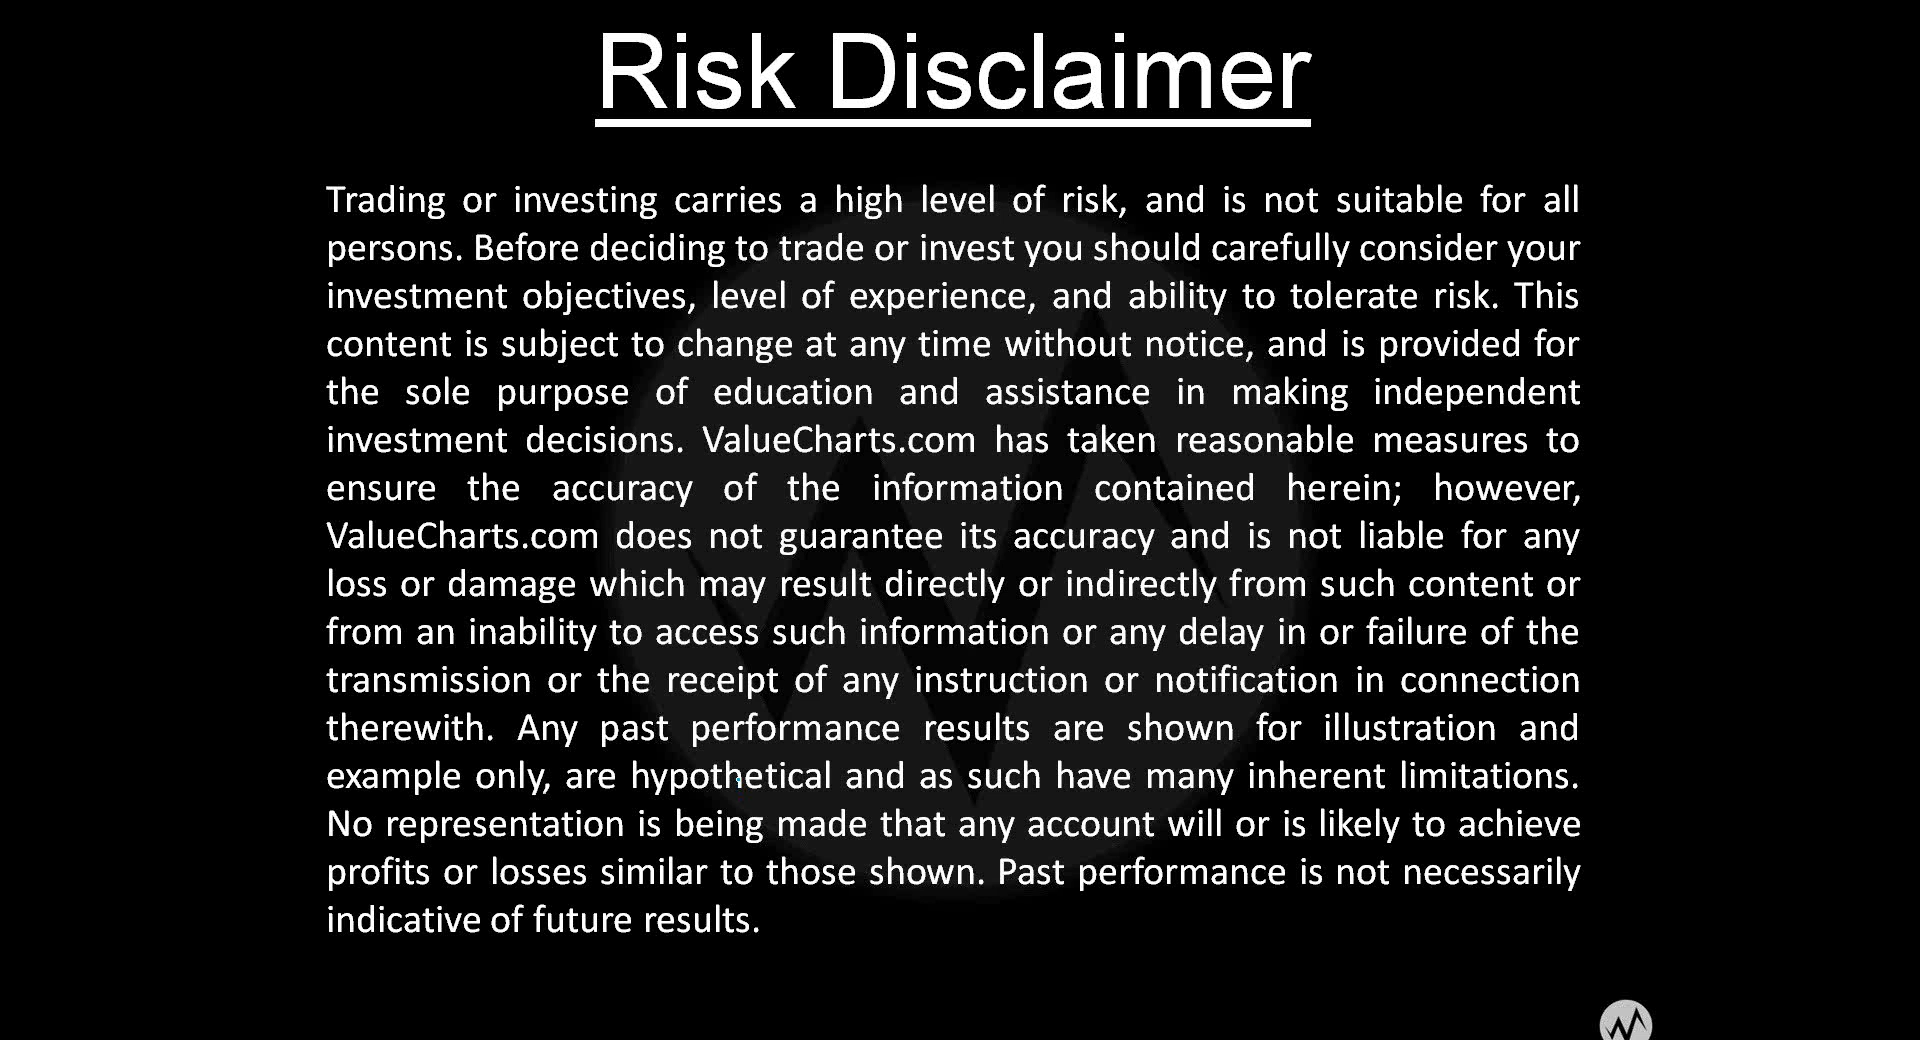 Risk Disclaimer
Trading or investing carries a high level of risk, and is not suitable for all
persons. Before deciding to trade or invest you should carefully consider your
investment objectives, level of experience, and ability to tolerate risk. This
content is subject to change at any time without notice, and is provided for
the sole purpose of education and assistance in making independent
investment decisions. ValueCharts.com has taken reasonable measures to
ensure the accuracy of the information contained herein; however,
ValueCharts.com does not guarantee its accuracy and is not liable for any
loss or damage which may result directly or indirectly from such content or
from an inability to access such information or any delay in or failure of the
transmission or the receipt of any instruction or notification in connection
therewith. Any past performance results are shown for illustration and
example only, are hypothetical and as such have many inherent limitations.
No representation is being made that any account will or is likely to achieve
profits or losses similar to those shown. Past performance is not necessarily
indicative of future results.